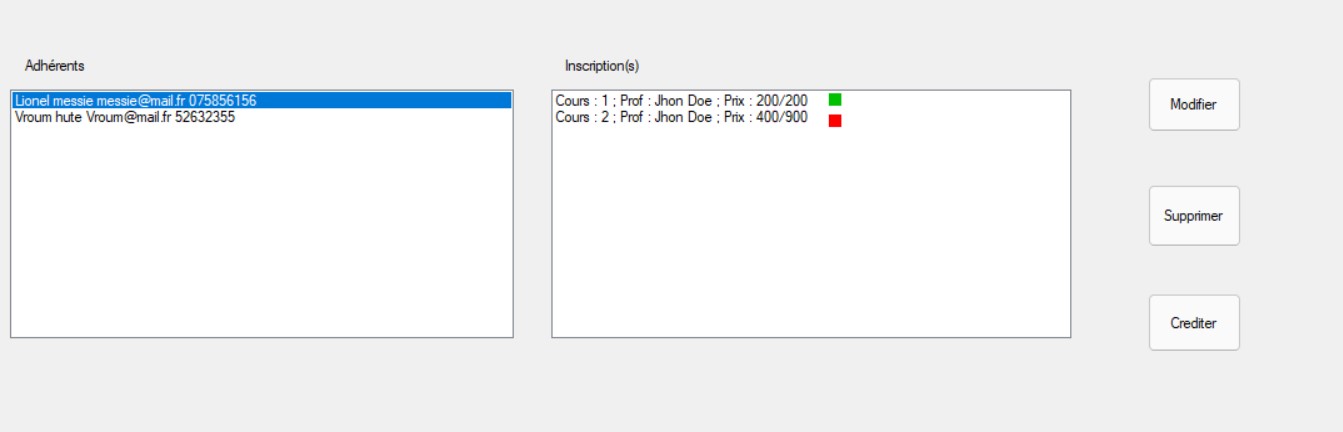 Adhérents
Lionel messie messie@mail.fr 075856156
Vroum hute Vroum@mail.fr 52632355
Inscription(s)
Cours : 1 ; Prof : Jhon Doe ; Prix : 200/200
Cours : 2 ; Prof : Jhon Doe ; Prix : 400/900
Modifier
Supprimer
Crediter